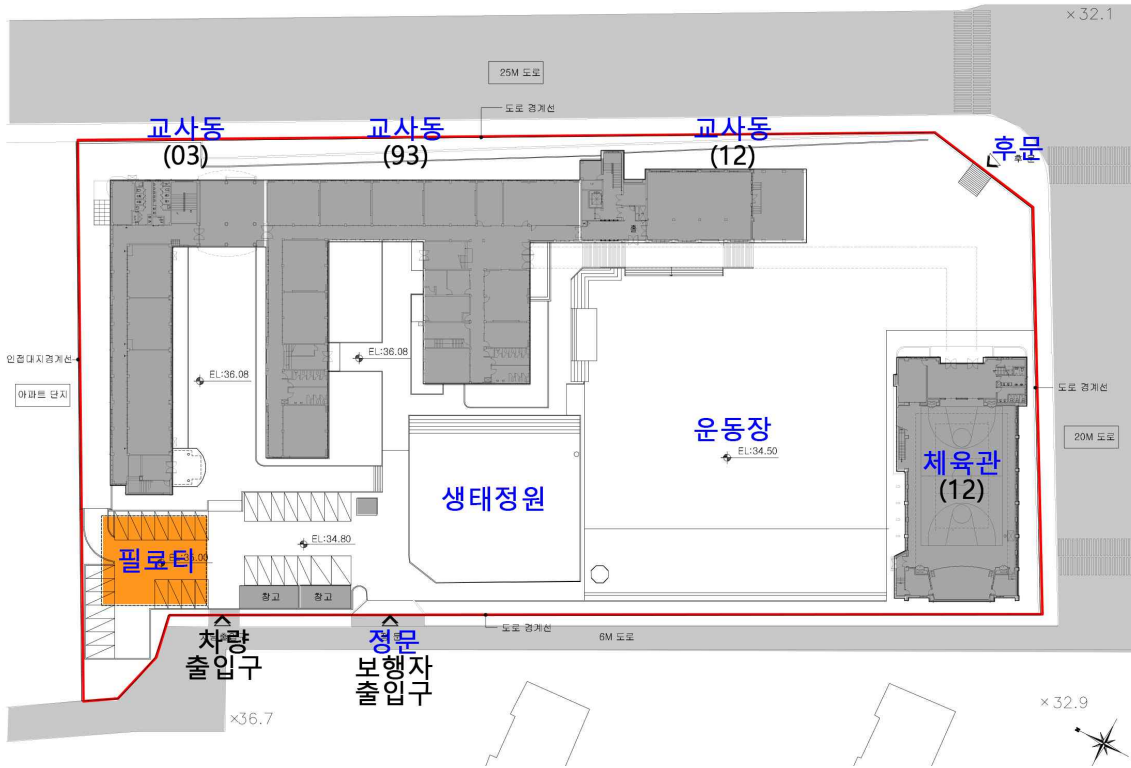 ×32.1
25M 도로
도로 경계선
교사동
(03)
교사동
(93)
교사동
(12)
후문
후문
인접대지경계선
아파트 단지
EL:36.08
EL:36.08
운동장
EL:34.50
도로 경계선
20M 도로
체육관
(12)
생태정원
필로티
EL:34.80
창고
창고
차량
출입구
정문
보행자
출입구
도로 경계선
6M 도로
×36.7
×32.9